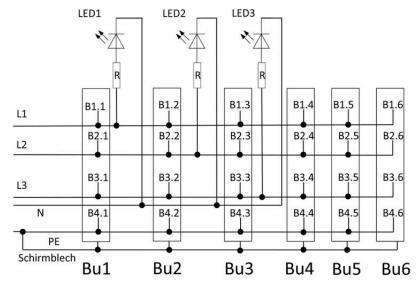 LED1 LED2 LED3
R R R
B1.1 B1.2 B1.3 B1.4 B1.5 B1.6
L1
B2.1 B2.2 B2.3 B2.4 B2.5 B2.6
L2
B3.1 B3.2 B3.3 B3.4 B3.5 B3.6
L3
N B4.1 B4.2 B4.3 B4.4 B4.5 B4.6
PE
Schirmblech
Bu1 Bu2 Bu3 Bu4 Bu5 Bu6